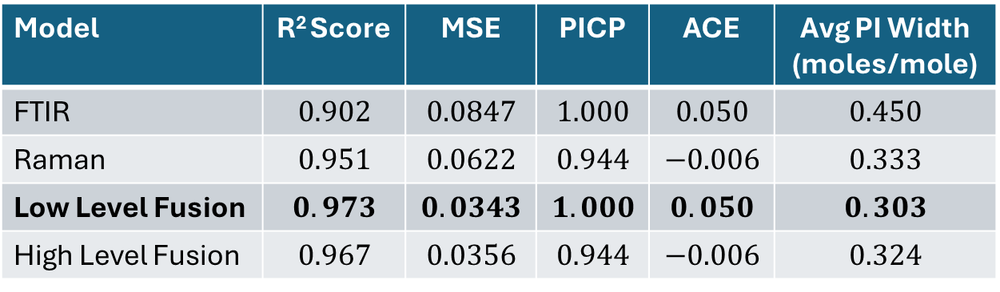 Model R² Score MSE PICP ACE Avg PI Width
(moles/mole)
FTIR 0.902 0.0847 1.000 0.050 0.450
Raman 0.951 0.0622 0.944 −0.006 0.333
Low Level Fusion 0.973 0.0343 1.000 0.050 0.303
High Level Fusion 0.967 0.0356 0.944 −0.006 0.324